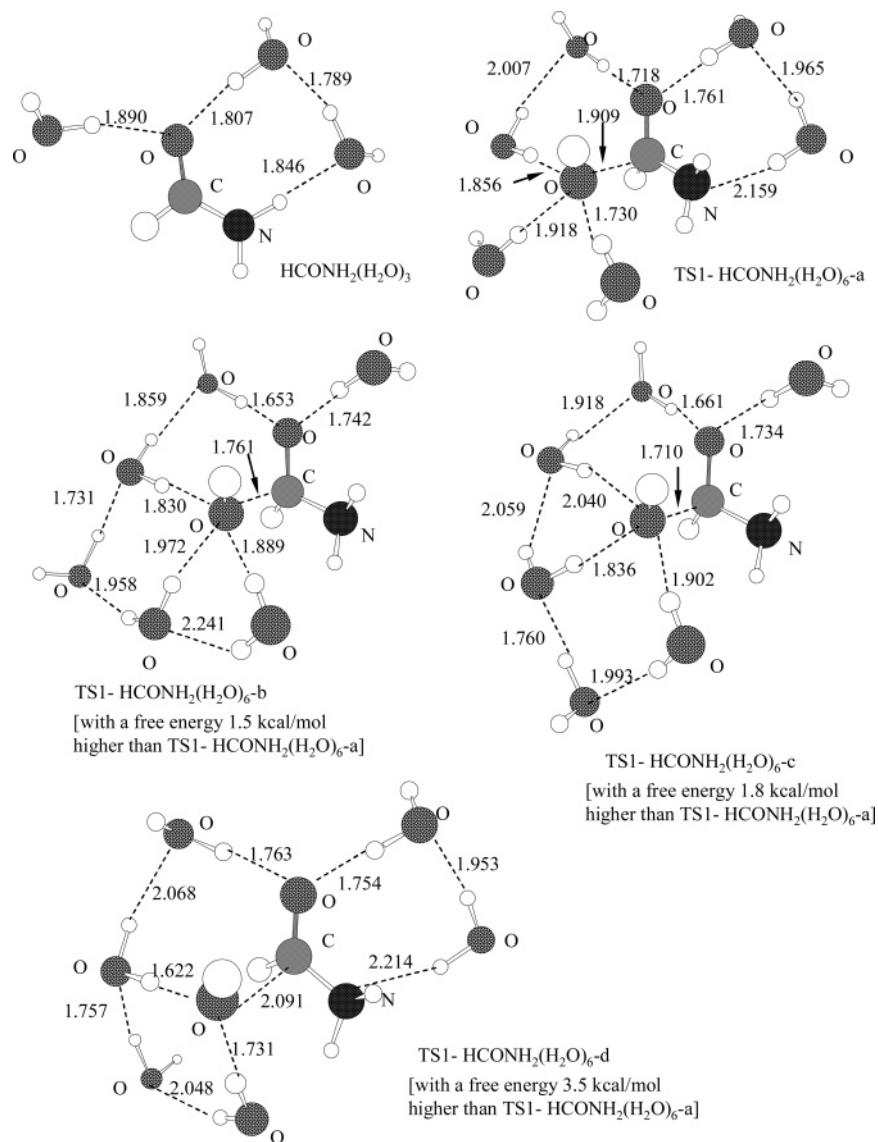 O
O
1.789
1.890
1.807
O
O
1.846
C
O
N
HCONH₂(H₂O)₃
O
O
2.007
1.718
1.965
1.761
O
1.909
O
C
O
1.856
O
N
2.159
1.730
1.918
O
O
TS1- HCONH₂(H₂O)₆-a
O
O
1.859
1.653
1.742
O
O
1.761
1.731
1.830
C
O
N
1.972
1.889
O
1.958
2.241
O
O
TS1- HCONH₂(H₂O)₆-b
[with a free energy 1.5 kcal/mol
higher than TS1- HCONH₂(H₂O)₆-a]
O
O
1.918
1.661
1.734
O
O
1.710
C
2.059
2.040
O
N
O
1.836
1.902
1.760
O
1.993
O
TS1- HCONH₂(H₂O)₆-c
[with a free energy 1.8 kcal/mol
higher than TS1- HCONH₂(H₂O)₆-a]
O
O
1.763
1.754
1.953
2.068
O
C
O
O
1.622
2.214
N
2.091
1.757
O
1.731
O
2.048
O
TS1- HCONH₂(H₂O)₆-d
[with a free energy 3.5 kcal/mol
higher than TS1- HCONH₂(H₂O)₆-a]